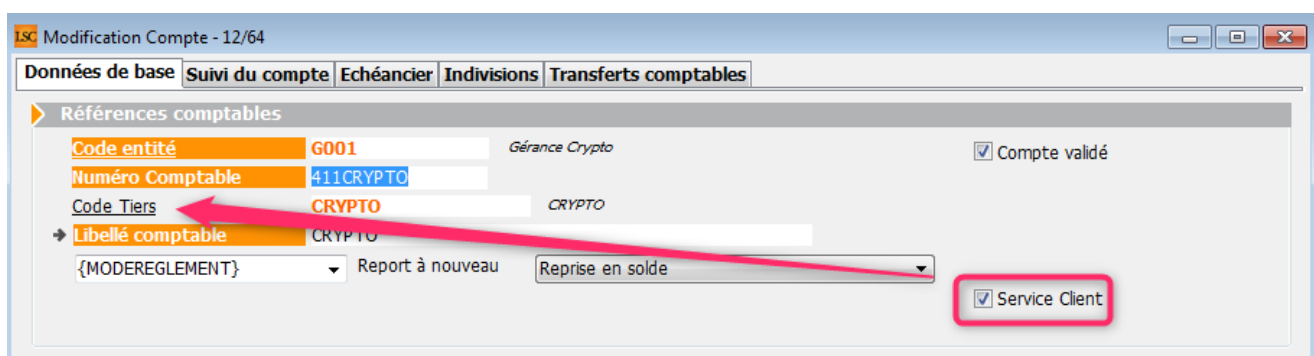 LSC Modification Compte - 12/64
Données de base Suivi du compte Echéancier Indivisions Transferts comptables
Références comptables
Code entité G001 Gérance Crypto Compte validé
Numéro Comptable 411CRYPTO
Code Tiers CRYPTO CRYPTO
Libellé comptable CRYPTO
{MODEREGLEMENT} Report à nouveau Reprise en solde
Service Client